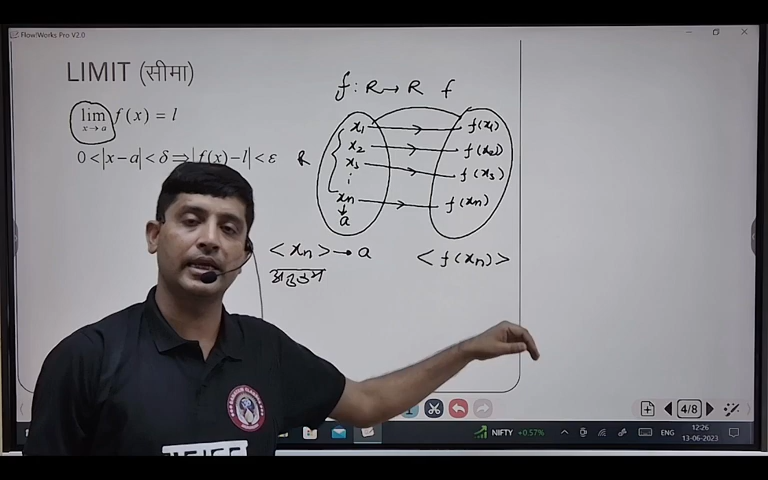 FlowWorks Pro V2.0
LIMIT (सीमा)
lim f(x) = l
x→a
0<|x−a|<δ⇒|f(x)−l|<ε
f : R→ R f
R
x₁ f(x₁)
x₂ f(x₂)
x₃ f(x₃)
⋮
xₙ f(xₙ)
↓
a
<xₙ>→a <f(xₙ)>
अनुक्रम
4/8
NIFTY +0.57%
ENG
12:26
13-06-2023